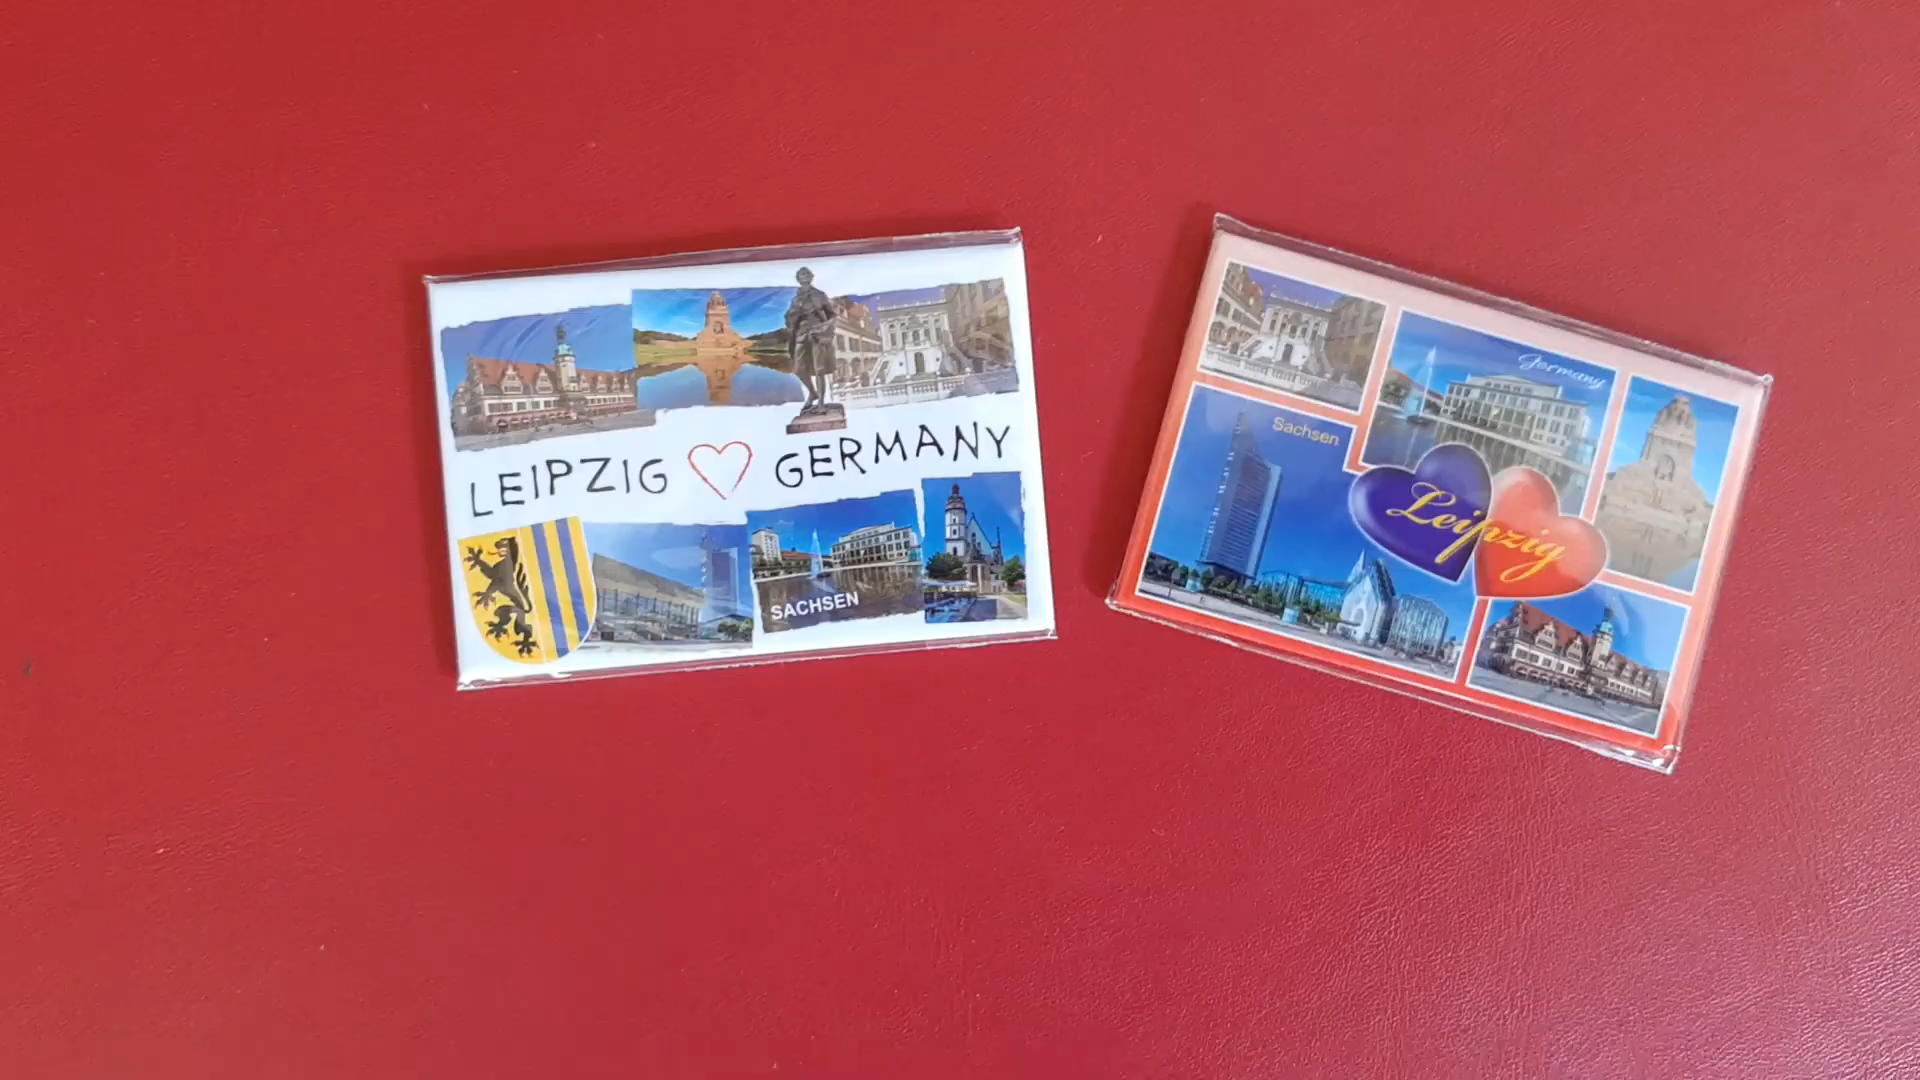 LEIPZIG GERMANY
SACHSEN
Germany
Sachsen
Leipzig